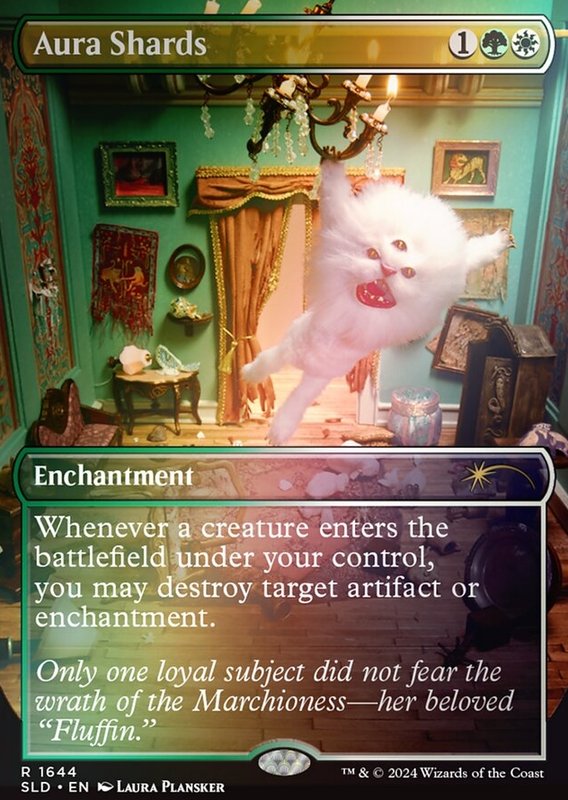 Aura Shards
1
Enchantment
Whenever a creature enters the
battlefield under your control,
you may destroy target artifact or
enchantment.
Only one loyal subject did not fear the
wrath of the Marchioness—her beloved
“Fluffin.”
R 1644
SLD • EN LAURA PLANSKER
™ & © 2024 Wizards of the Coast